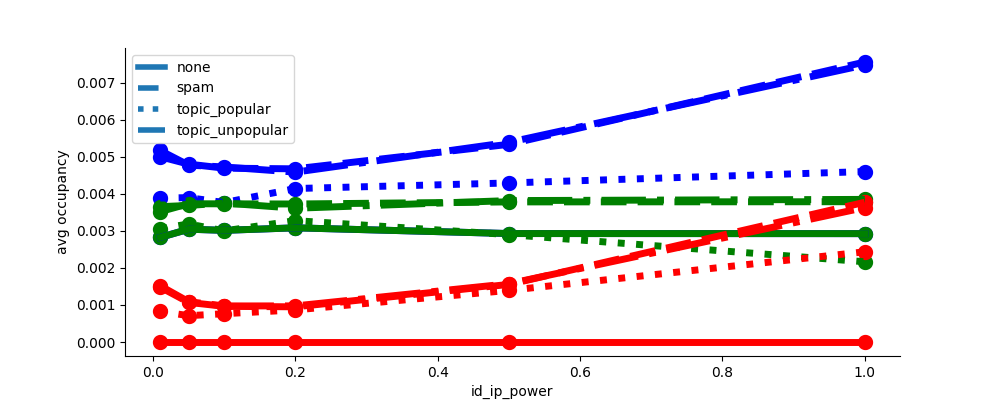 none
spam
topic_popular
topic_unpopular
avg occupancy
0.007
0.006
0.005
0.004
0.003
0.002
0.001
0.000
0.0 0.2 0.4 0.6 0.8 1.0
id_ip_power